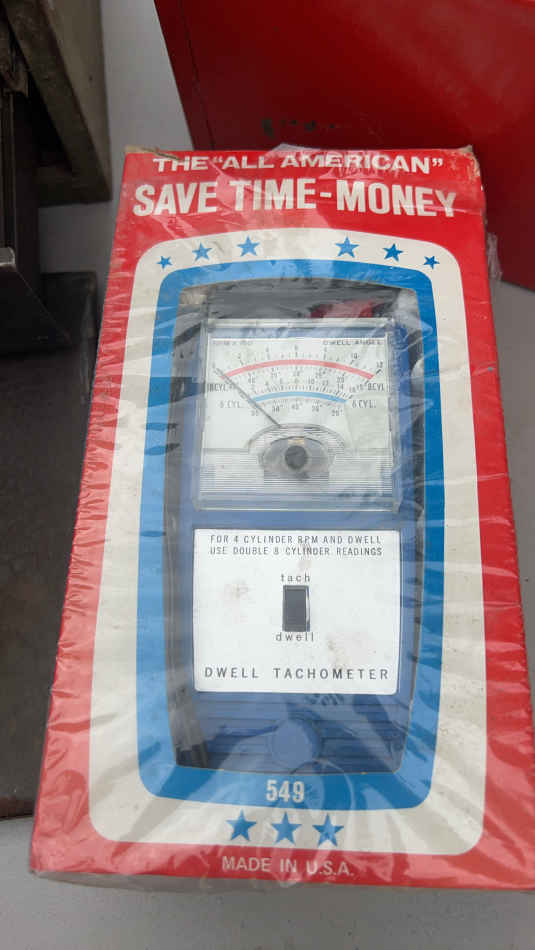 THE "ALL AMERICAN"
SAVE TIME-MONEY
DWELL ANGLE
8CYL.
8CYL.
6 CYL.
6 CYL.
FOR 4 CYLINDER RPM AND DWELL
USE DOUBLE 8 CYLINDER READINGS
tach
dwell
DWELL TACHOMETER
549
MADE IN U.S.A.